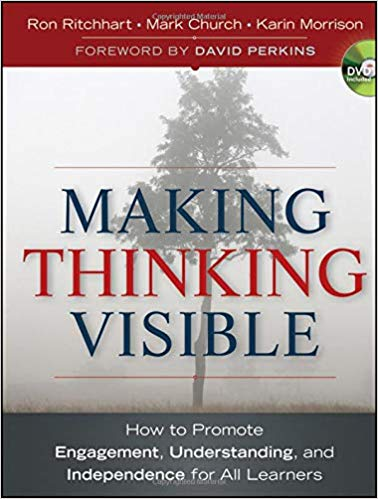 Ron Ritchhart • Mark Church • Karin Morrison
FOREWORD BY DAVID PERKINS
DVD
Included
MAKING
THINKING
VISIBLE
How to Promote
Engagement, Understanding, and
Independence for All Learners